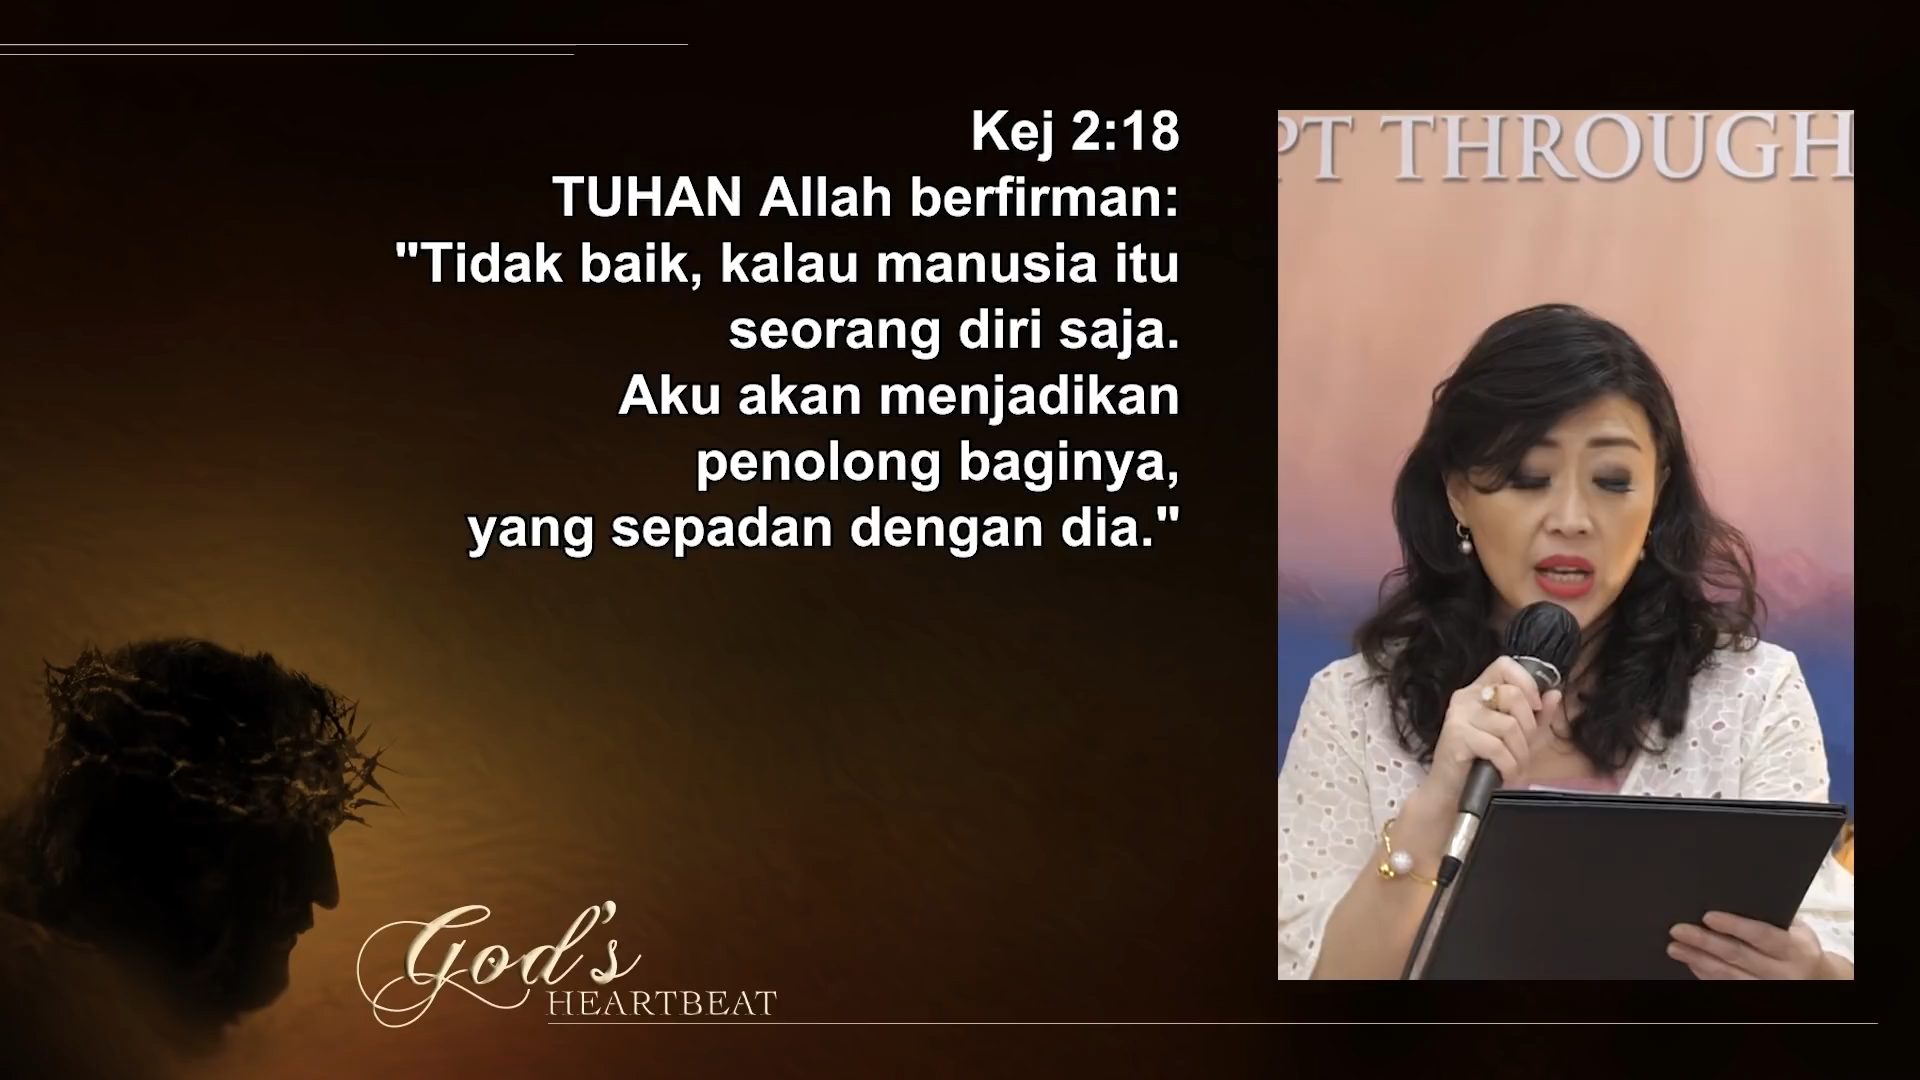 Kej 2:18
TUHAN Allah berfirman:
"Tidak baik, kalau manusia itu
seorang diri saja.
Aku akan menjadikan
penolong baginya,
yang sepadan dengan dia."
PT THROUGH
God's
HEARTBEAT